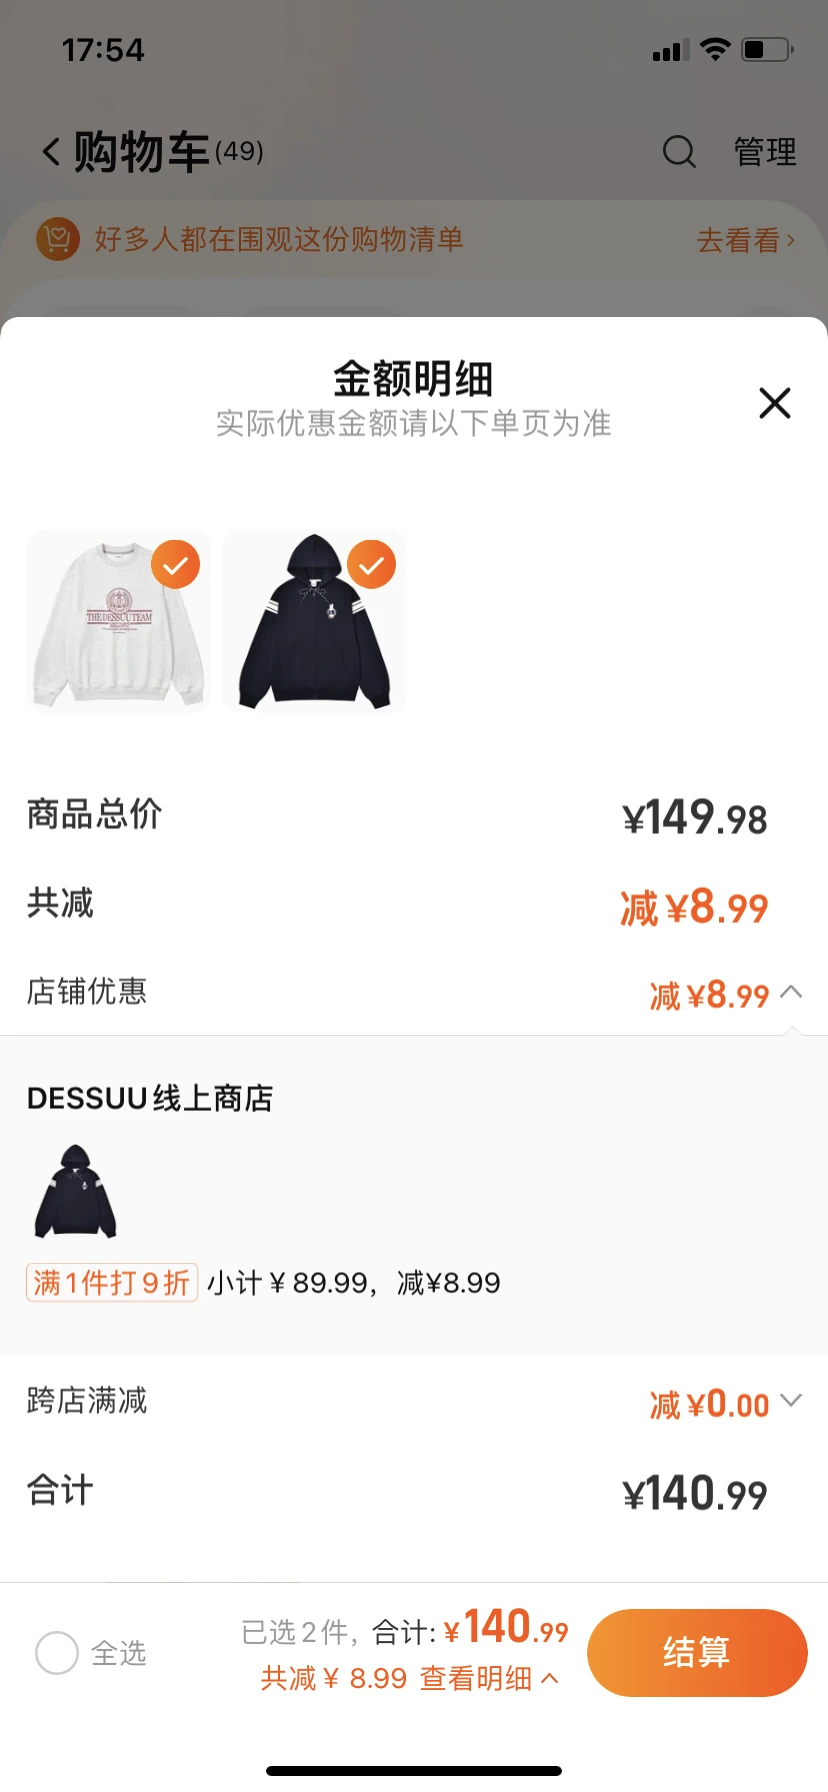 17:54
购物车(49)
管理
好多人都在围观这份购物清单
去看看
金额明细
实际优惠金额请以下单页为准
THE DESSUU TEAM
商品总价
¥149.98
共减
减 ¥8.99
店铺优惠
减 ¥8.99
DESSUU线上商店
满1件打9折 小计 ¥ 89.99，减¥8.99
跨店满减
减 ¥0.00
合计
¥140.99
全选
已选2件，合计: ¥140.99
共减 ¥ 8.99 查看明细
结算